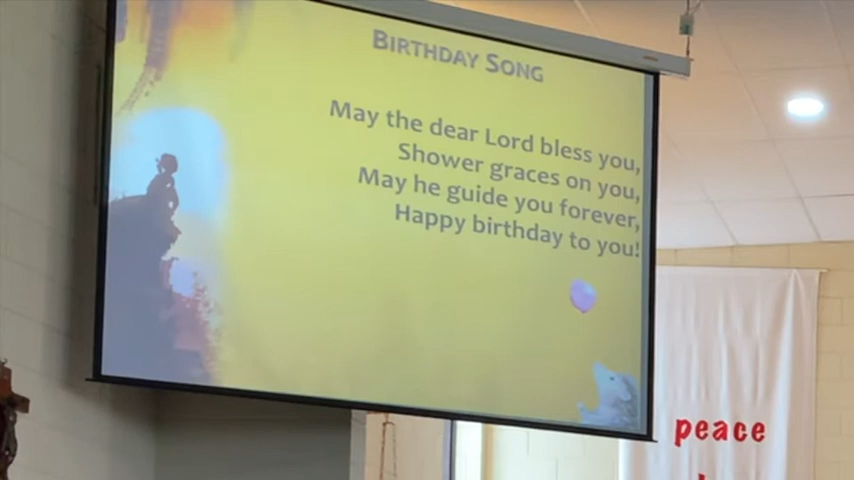 BIRTHDAY SONG
May the dear Lord bless you,
Shower graces on you,
May he guide you forever,
Happy birthday to you!
peace